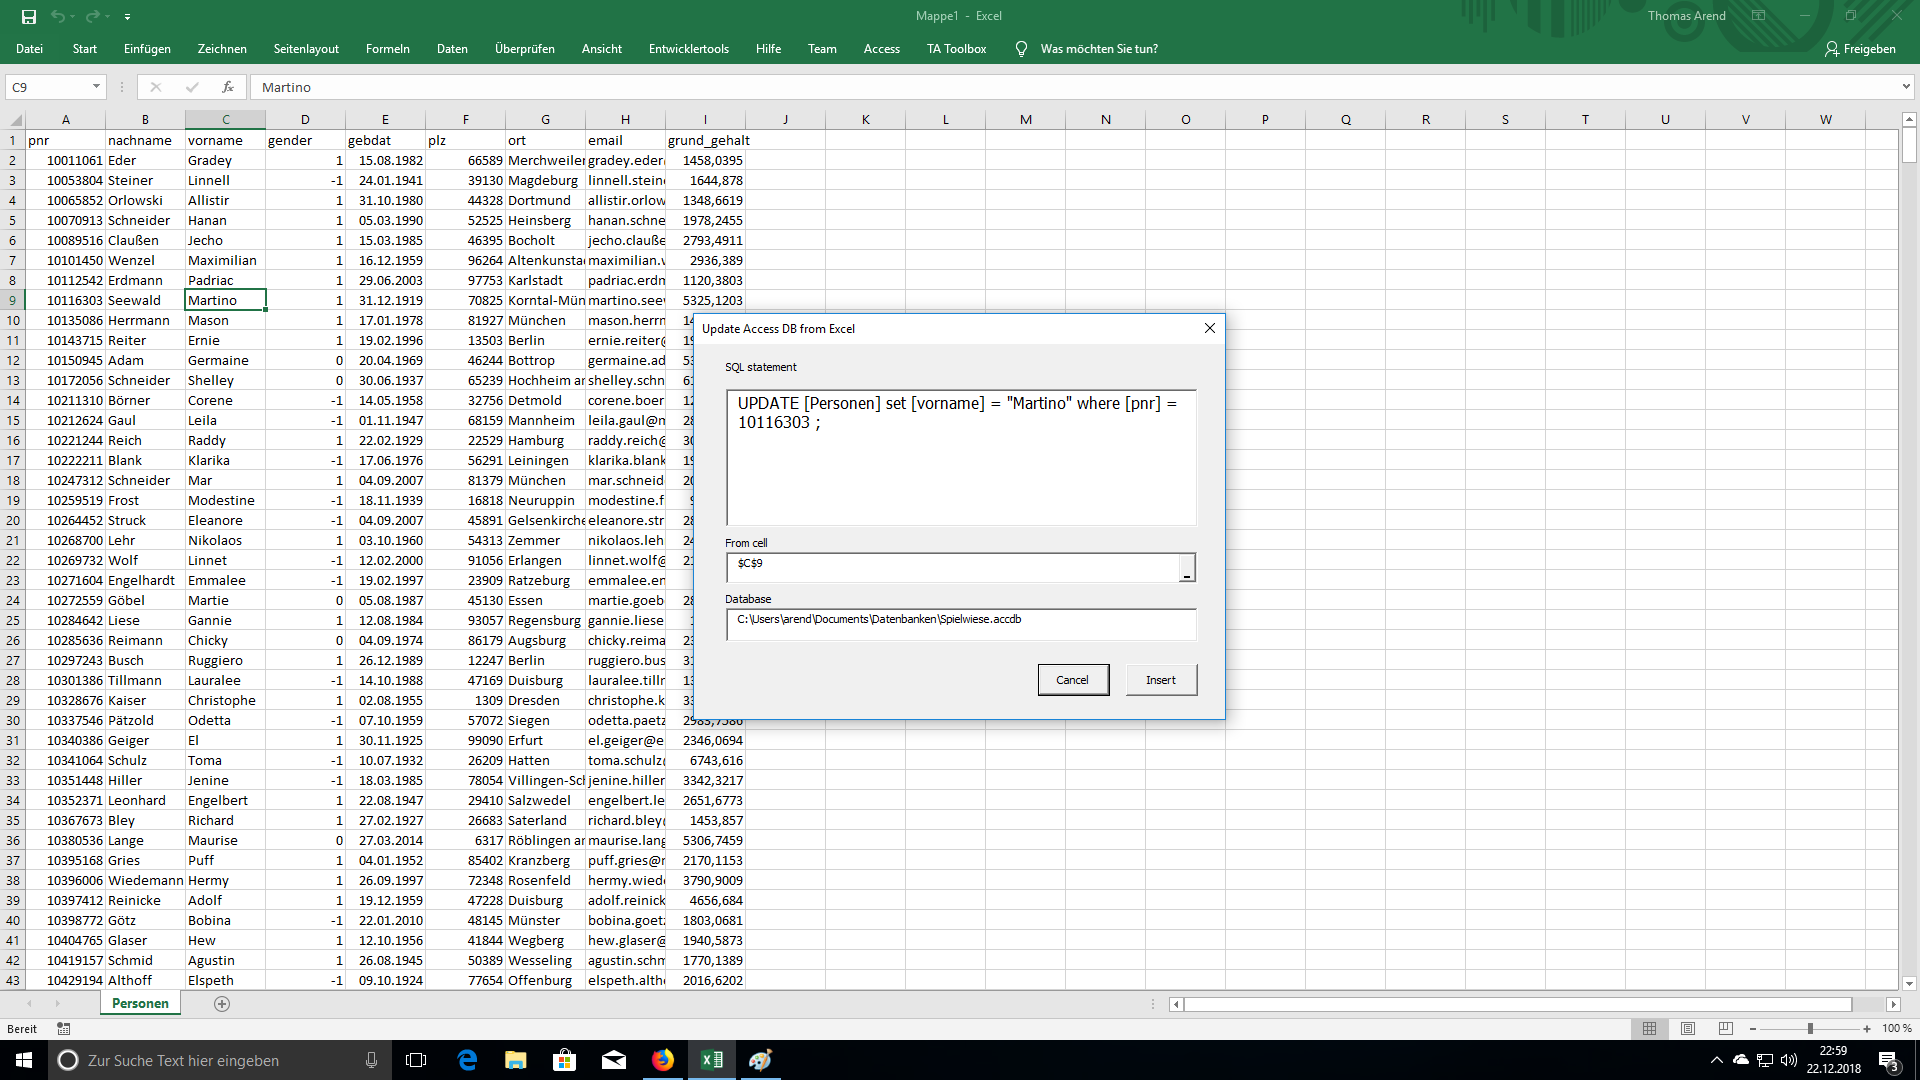 Mappe1 - Excel
Thomas Arend
Datei Start Einfügen Zeichnen Seitenlayout Formeln Daten Überprüfen Ansicht Entwicklertools Hilfe Team Access TA Toolbox Was möchten Sie tun? Freigeben
C9 fx Martino
A B C D E F G H I J K L M N O P Q R S T U V W
1 pnr nachname vorname gender gebdat plz ort email grund_gehalt
2 10011061 Eder Gradey 1 15.08.1982 66589 Merchweiler gradey.eder 1458,0395
3 10053804 Steiner Linnell -1 24.01.1941 39130 Magdeburg linnell.stein 1644,878
4 10065852 Orlowski Allistir 1 31.10.1980 44328 Dortmund allistir.orlow 1348,6619
5 10070913 Schneider Hanan 1 05.03.1990 52525 Heinsberg hanan.schne 1978,2455
6 10089516 Claußen Jecho 1 15.03.1985 46395 Bocholt jecho.clauße 2793,4911
7 10101450 Wenzel Maximilian 1 16.12.1959 96264 Altenkunsta maximilian.w 2936,389
8 10112542 Erdmann Padriac 1 29.06.2003 97753 Karlstadt padriac.erdm 1120,3803
9 10116303 Seewald Martino 1 31.12.1919 70825 Korntal-Mün martino.seew 5325,1203
10 10135086 Herrmann Mason 1 17.01.1978 81927 München mason.herrn 14
11 10143715 Reiter Ernie 1 19.02.1996 13503 Berlin ernie.reiter@ 19
12 10150945 Adam Germaine 0 20.04.1969 46244 Bottrop germaine.ad 53
13 10172056 Schneider Shelley 0 30.06.1937 65239 Hochheim ar shelley.schn 61
14 10211310 Börner Corene -1 14.05.1958 32756 Detmold corene.boer 12
15 10212624 Gaul Leila -1 01.11.1947 68159 Mannheim leila.gaul@m 28
16 10221244 Reich Raddy 1 22.02.1929 22529 Hamburg raddy.reich@ 30
17 10222211 Blank Klarika -1 17.06.1976 56291 Leiningen klarika.blank 19
18 10247312 Schneider Mar 1 04.09.2007 81379 München mar.schneid 20
19 10259519 Frost Modestine -1 18.11.1939 16818 Neuruppin modestine.f 9
20 10264452 Struck Eleanore -1 04.09.2007 45891 Gelsenkirche eleanore.str 28
21 10268700 Lehr Nikolaos 1 03.10.1960 54313 Zemmer nikolaos.leh 24
22 10269732 Wolf Linnet -1 12.02.2000 91056 Erlangen linnet.wolf@ 21
23 10271604 Engelhardt Emmalee -1 19.02.1997 23909 Ratzeburg emmalee.en
24 10272559 Göbel Martie 0 05.08.1987 45130 Essen martie.goeb 28
25 10284642 Liese Gannie 1 12.08.1984 93057 Regensburg gannie.liese 1
26 10285636 Reimann Chicky 0 04.09.1974 86179 Augsburg chicky.reima 23
27 10297243 Busch Ruggiero 1 26.12.1989 12247 Berlin ruggiero.bus 31
28 10301386 Tillmann Lauralee -1 14.10.1988 47169 Duisburg lauralee.tillr 13
29 10328676 Kaiser Christophe 1 02.08.1955 1309 Dresden christophe.k 33
30 10337546 Pätzold Odetta -1 07.10.1959 57072 Siegen odetta.paetz 2983,7586
31 10340386 Geiger El 1 30.11.1925 99090 Erfurt el.geiger@e 2346,0694
32 10341064 Schulz Toma -1 10.07.1932 26209 Hatten toma.schulz 6743,616
33 10351448 Hiller Jenine -1 18.03.1985 78054 Villingen-Sch jenine.hiller 3342,3217
34 10352371 Leonhard Engelbert 1 22.08.1947 29410 Salzwedel engelbert.le 2651,6773
35 10367673 Bley Richard 1 27.02.1927 26683 Saterland richard.bley 1453,857
36 10380536 Lange Maurise 0 27.03.2014 6317 Röblingen ar maurise.lang 5306,7459
37 10395168 Gries Puff 1 04.01.1952 85402 Kranzberg puff.gries@r 2170,1153
38 10396006 Wiedemann Hermy 1 26.09.1997 72348 Rosenfeld hermy.wied 3790,9009
39 10397412 Reinicke Adolf 1 19.12.1959 47228 Duisburg adolf.reinick 4656,684
40 10398772 Götz Bobina -1 22.01.2010 48145 Münster bobina.goet 1803,0681
41 10404765 Glaser Hew 1 12.10.1956 41844 Wegberg hew.glaser@ 1940,5873
42 10419157 Schmid Agustin 1 26.08.1945 50389 Wesseling agustin.schm 1770,1389
43 10429194 Althoff Elspeth -1 09.10.1924 77654 Offenburg elspeth.alth 2016,6202
Update Access DB from Excel
SQL statement
UPDATE [Personen] set [vorname] = "Martino" where [pnr] =
10116303 ;
From cell
$C$9
Database
C:\Users\arend\Documents\Datenbanken\Spielwiese.accdb
Cancel Insert
Personen
Bereit 100 %
Zur Suche Text hier eingeben
22:59
22.12.2018
3